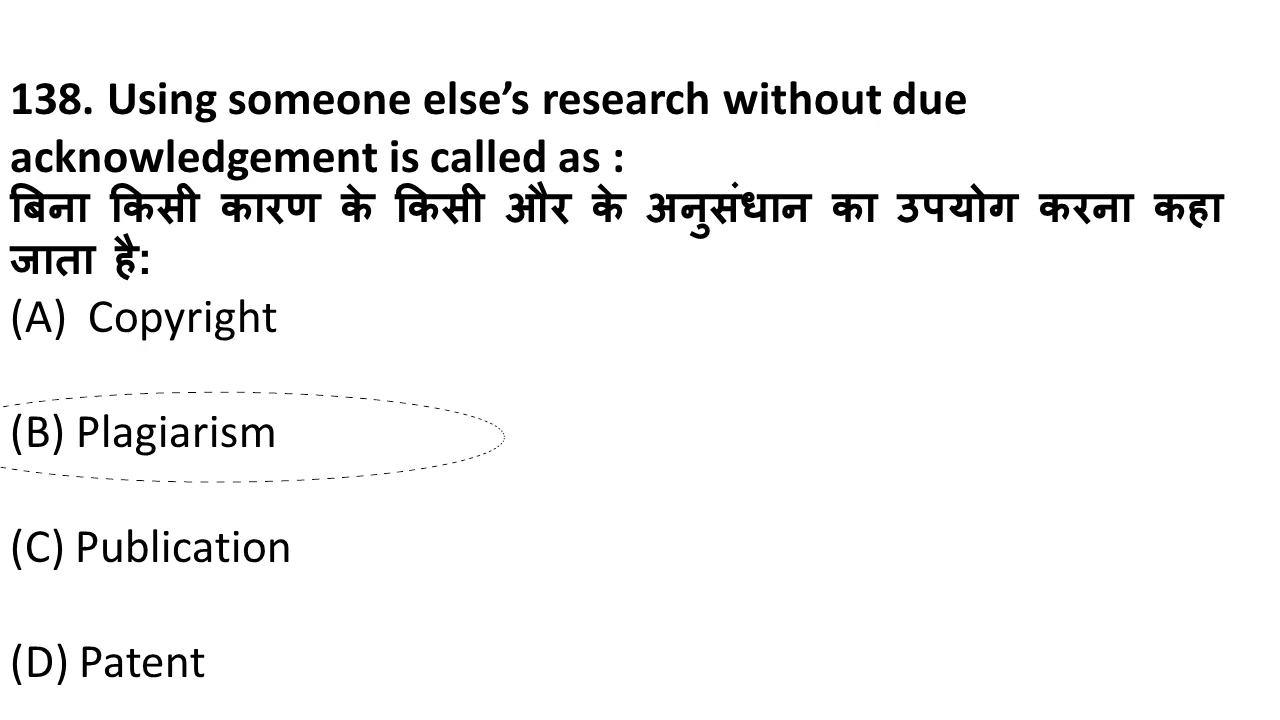 138. Using someone else’s research without due
acknowledgement is called as :
बिना किसी कारण के किसी और के अनुसंधान का उपयोग करना कहा
जाता है:
(A) Copyright
(B) Plagiarism
(C) Publication
(D) Patent